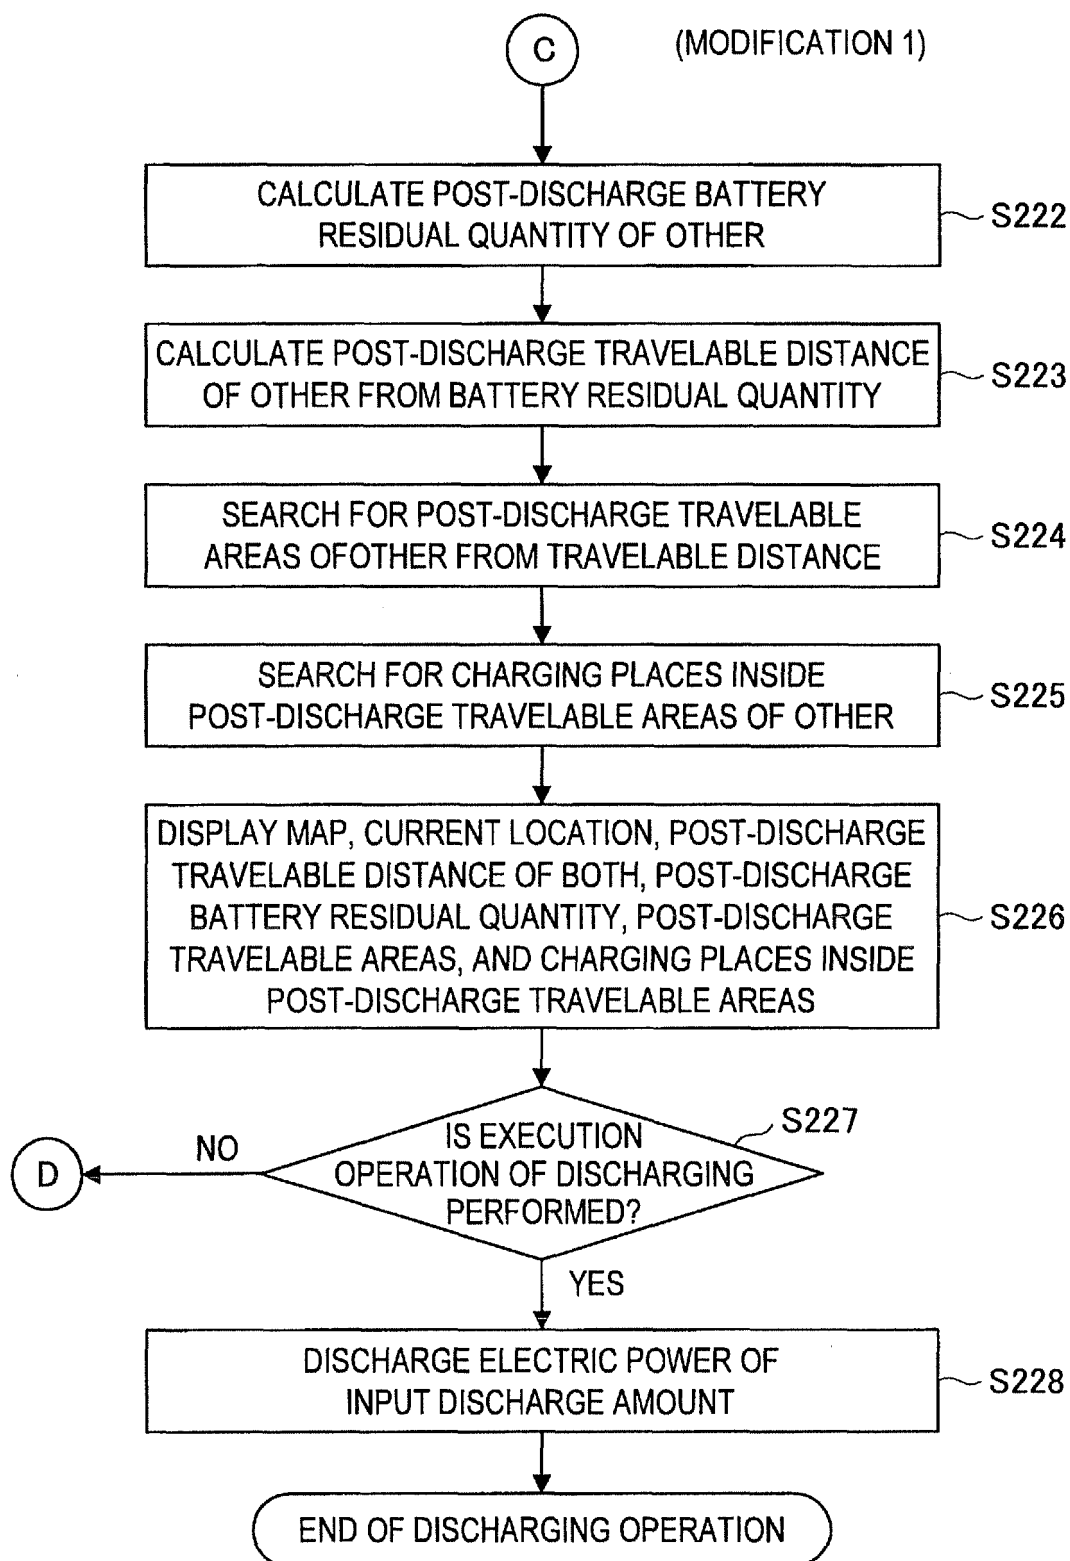 C
(MODIFICATION 1)
CALCULATE POST-DISCHARGE BATTERY
RESIDUAL QUANTITY OF OTHER
S222
CALCULATE POST-DISCHARGE TRAVELABLE DISTANCE
OF OTHER FROM BATTERY RESIDUAL QUANTITY
S223
SEARCH FOR POST-DISCHARGE TRAVELABLE
AREAS OFOTHER FROM TRAVELABLE DISTANCE
S224
SEARCH FOR CHARGING PLACES INSIDE
POST-DISCHARGE TRAVELABLE AREAS OF OTHER
S225
DISPLAY MAP, CURRENT LOCATION, POST-DISCHARGE
TRAVELABLE DISTANCE OF BOTH, POST-DISCHARGE
BATTERY RESIDUAL QUANTITY, POST-DISCHARGE
TRAVELABLE AREAS, AND CHARGING PLACES INSIDE
POST-DISCHARGE TRAVELABLE AREAS
S226
S227
IS EXECUTION
OPERATION OF DISCHARGING
PERFORMED?
NO
D
YES
DISCHARGE ELECTRIC POWER OF
INPUT DISCHARGE AMOUNT
S228
END OF DISCHARGING OPERATION